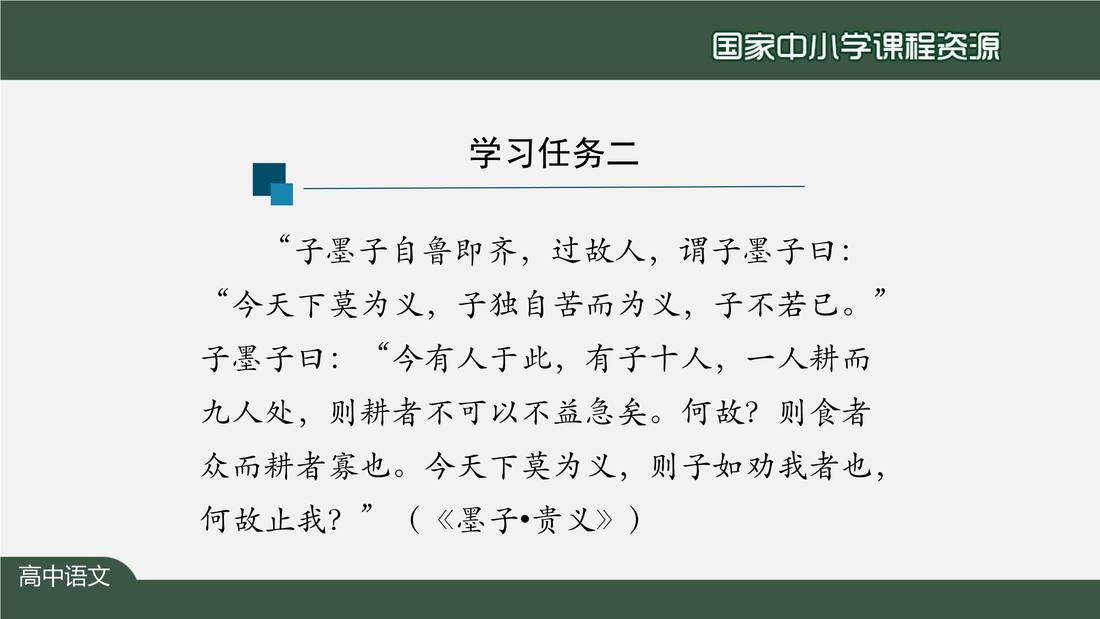 国家中小学课程资源
学习任务二
“子墨子自鲁即齐，过故人，谓子墨子曰：
“今天下莫为义，子独自苦而为义，子不若已。”
子墨子曰：“今有人于此，有子十人，一人耕而
九人处，则耕者不可以不益急矣。何故？则食者
众而耕者寡也。今天下莫为义，则子如劝我者也，
何故止我？”（《墨子•贵义》）
高中语文